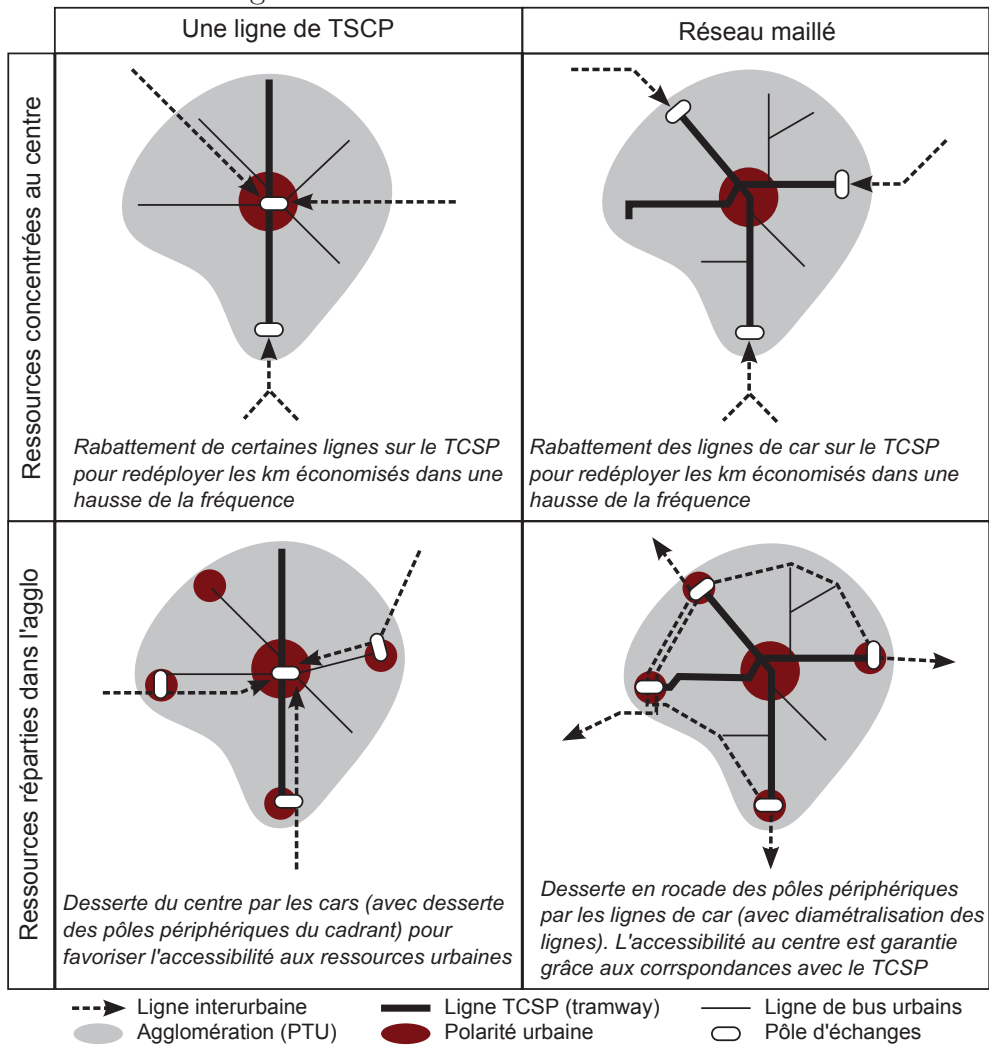 Une ligne de TSCP
Réseau maillé
Ressources concentrées au centre
Rabattement de certaines lignes sur le TCSP
pour redéployer les km économisés dans une
hausse de la fréquence
Rabattement des lignes de car sur le TCSP
pour redéployer les km économisés dans une
hausse de la fréquence
Ressources réparties dans l'agglo
Desserte du centre par les cars (avec desserte
des pôles périphériques du cadrant) pour
favoriser l'accessibilité aux ressources urbaines
Desserte en rocade des pôles périphériques
par les lignes de car (avec diamétralisation des
lignes). L'accessibilité au centre est garantie
grâce aux corrspondances avec le TCSP
Ligne interurbaine
Ligne TCSP (tramway)
Ligne de bus urbains
Agglomération (PTU)
Polarité urbaine
Pôle d'échanges